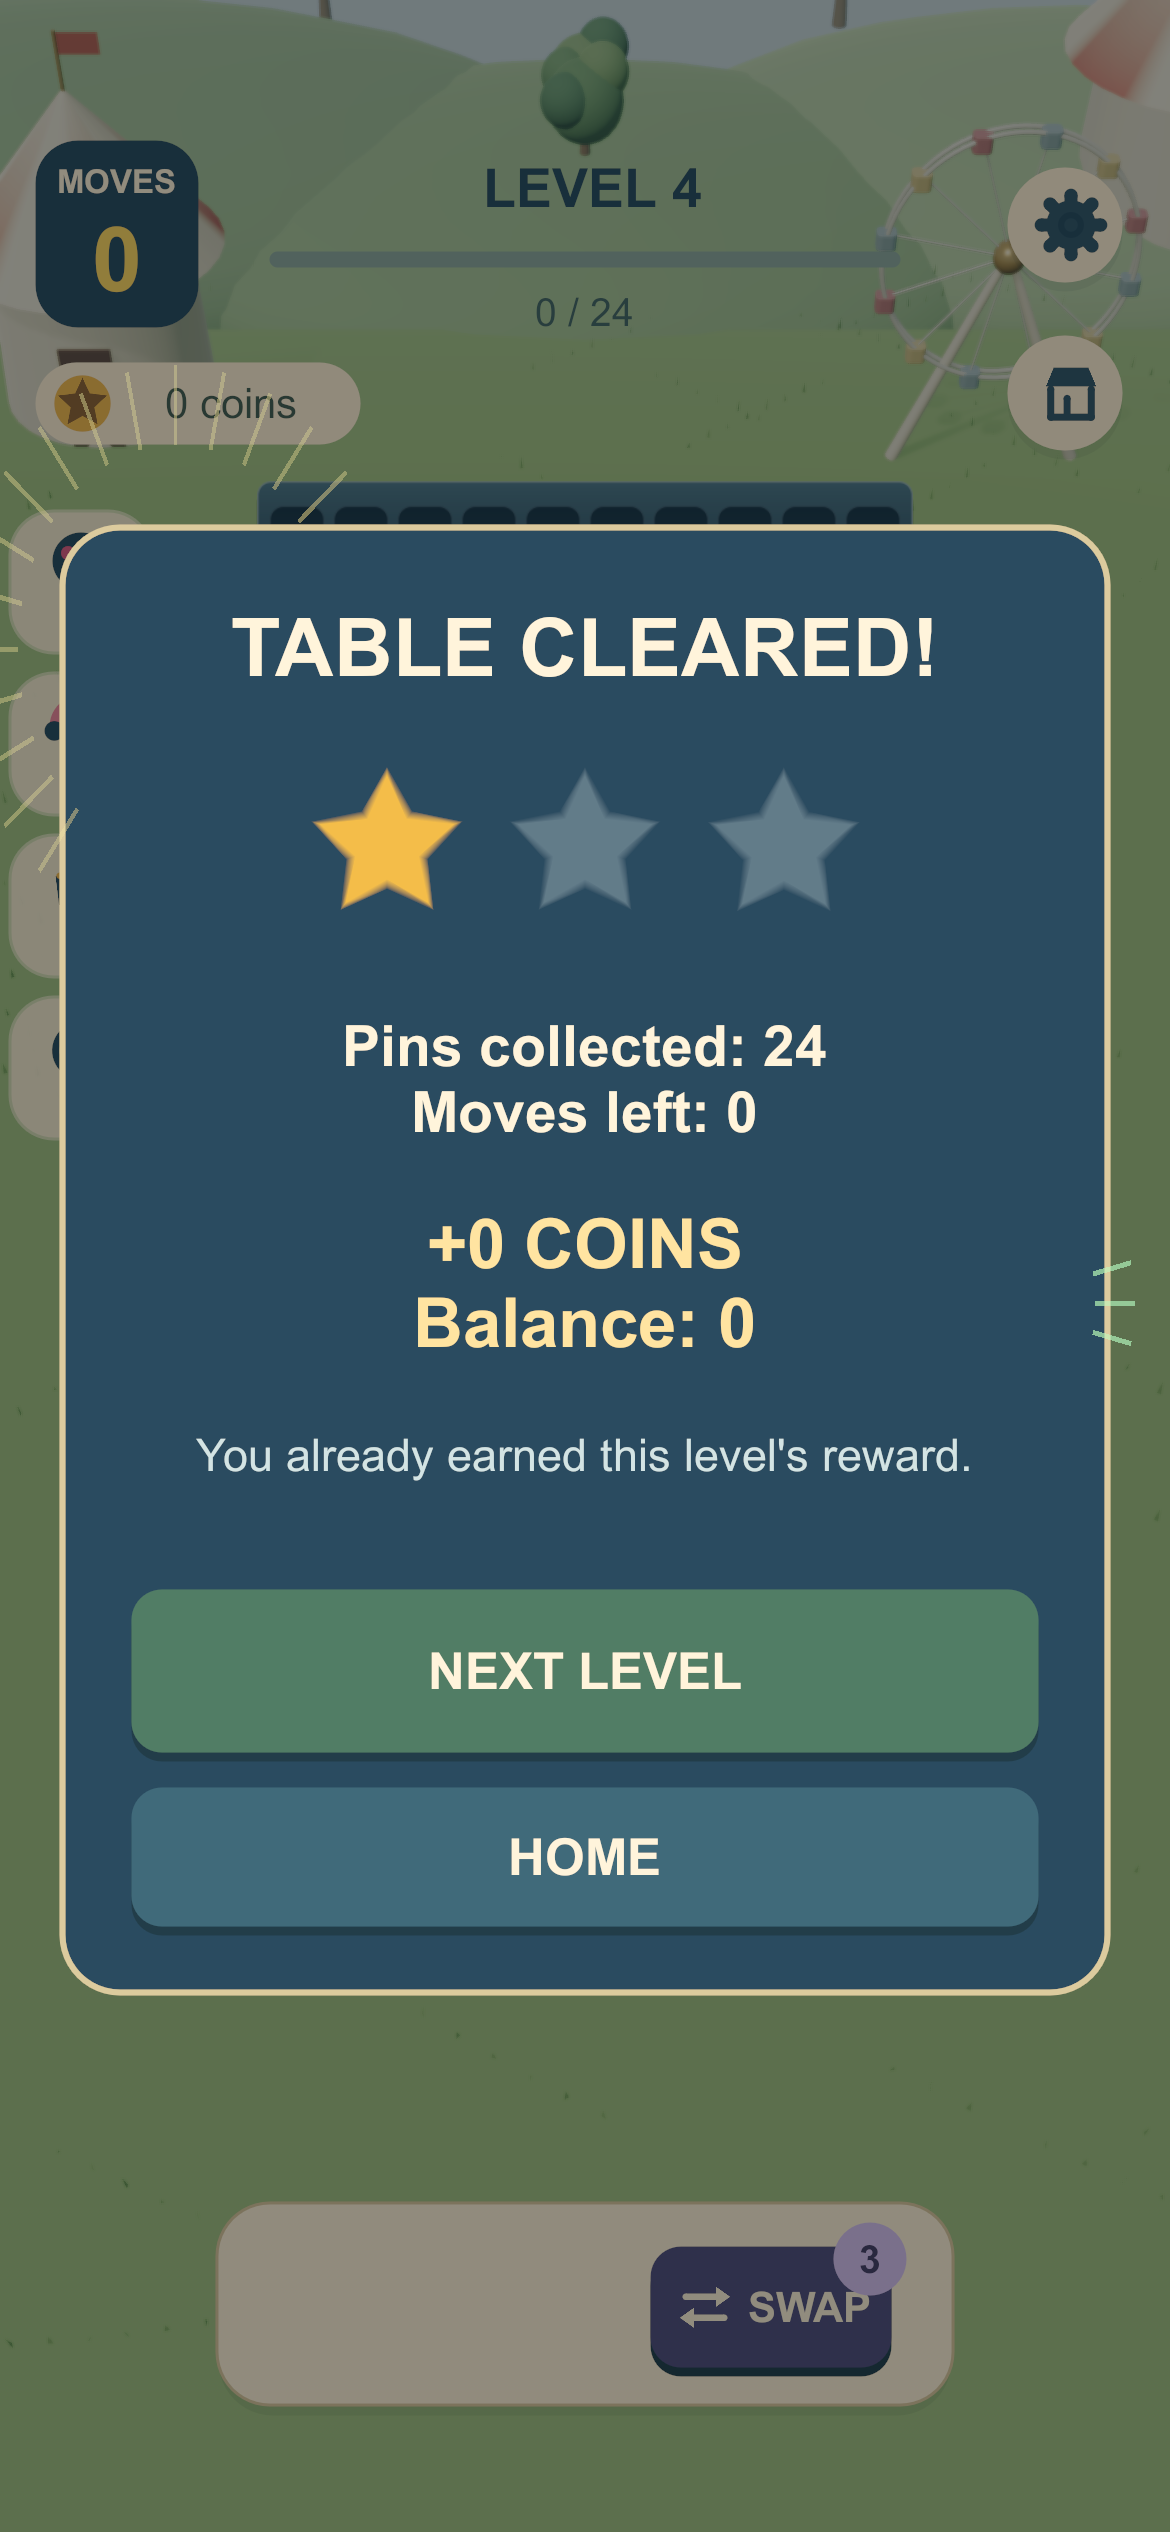 MOVES
0
LEVEL 4
0 / 24
0 coins
TABLE CLEARED!
Pins collected: 24
Moves left: 0
+0 COINS
Balance: 0
You already earned this level's reward.
NEXT LEVEL
HOME
3
SWAP